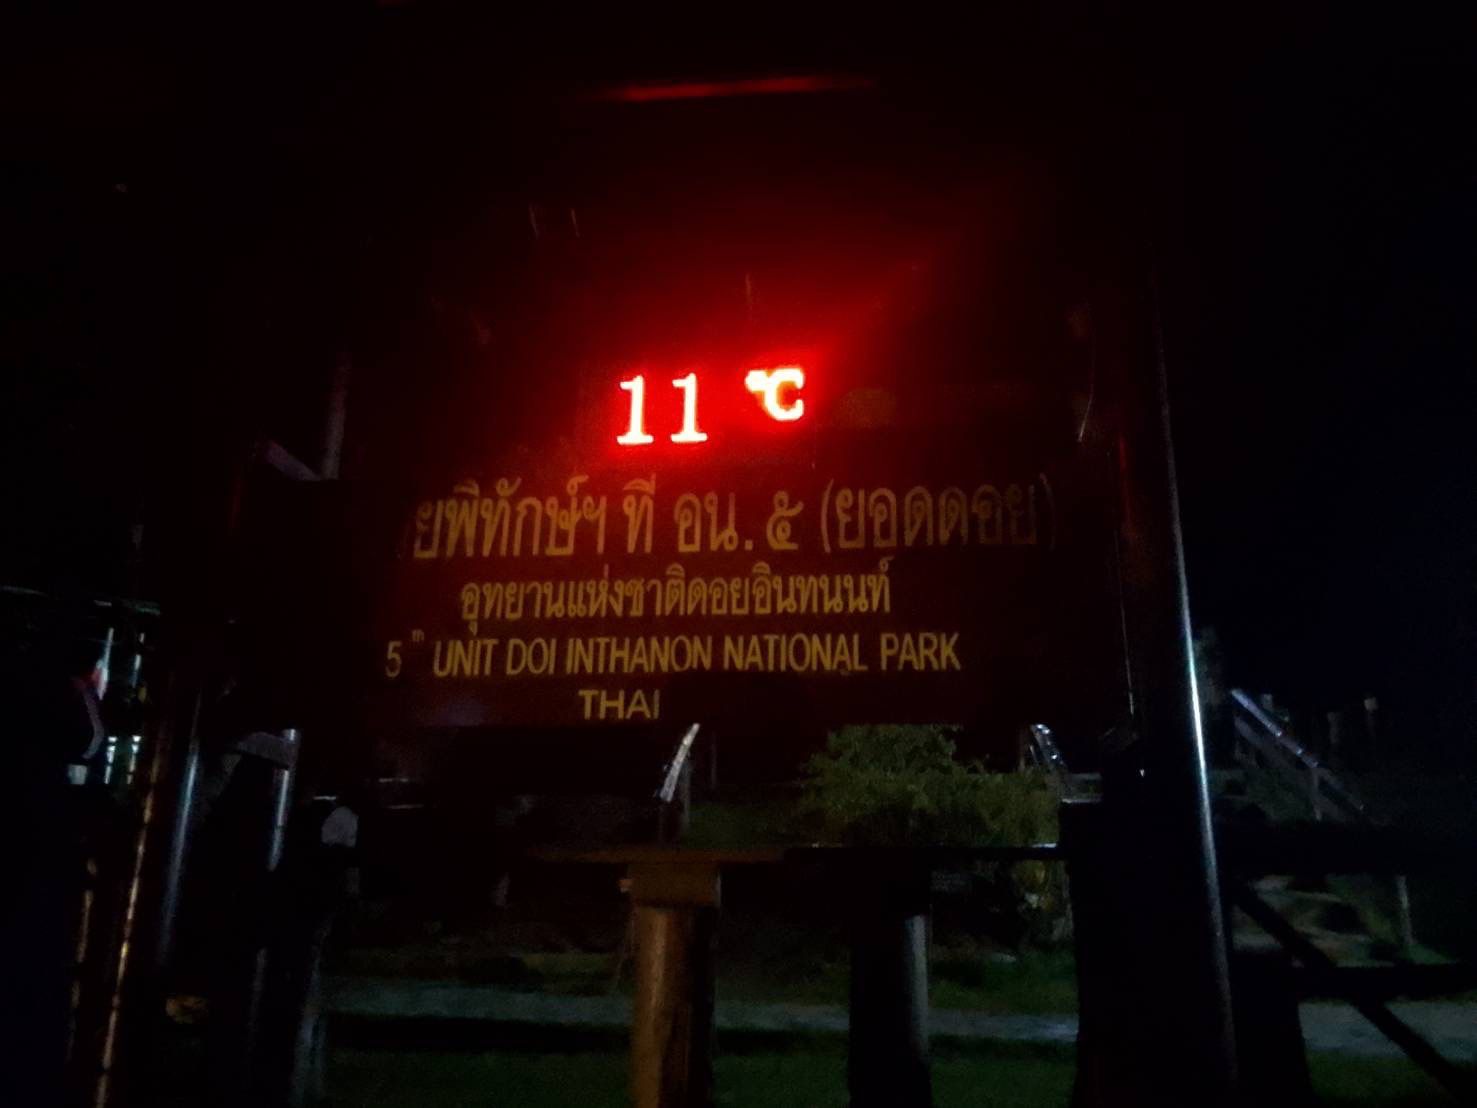 11 °C
ยพิทักษ์ฯ ที่ อน. ๕ (ยอดดอย)
อุทยานแห่งชาติดอยอินทนนท์
5th UNIT DOI INTHANON NATIONAL PARK
THAI